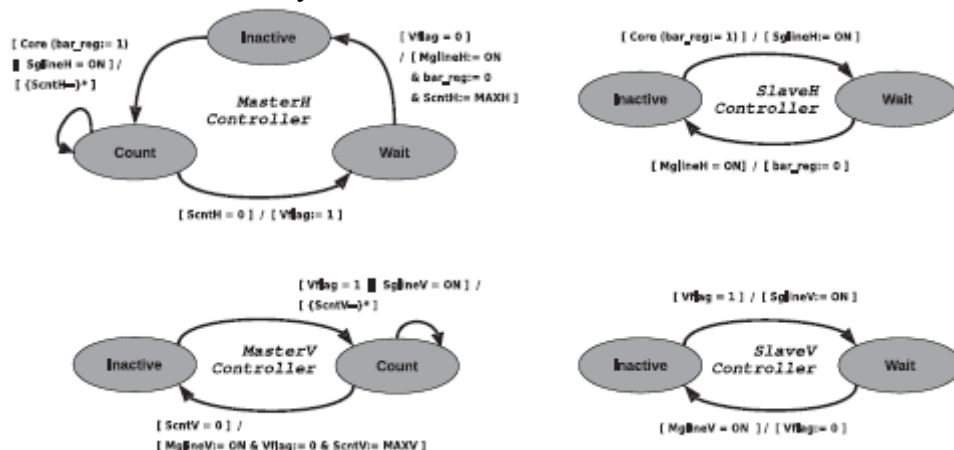 Inactive
[ Core (bar_reg:= 1)
SglineH = ON ] /
[ {ScntH--}* ]
[ Vflag = 0 ]
/ [ MglineH:= ON
& bar_reg:= 0
& ScntH:= MAXH ]
MasterH
Controller
Count
Wait
[ ScntH = 0 ] / [ Vflag:= 1 ]
[ Core (bar_reg:= 1) ] / [ SglineH:= ON ]
Inactive
SlaveH
Controller
Wait
[ MglineH = ON] / [ bar_reg:= 0 ]
[ Vflag = 1 || SglineV = ON ] /
[ {ScntV--}* ]
Inactive
MasterV
Controller
Count
[ ScntV = 0 ] /
[ MglineV:= ON & Vflag:= 0 & ScntV:= MAXV ]
[ Vflag = 1 ] / [ SglineV:= ON ]
Inactive
SlaveV
Controller
Wait
[ MglineV = ON ] / [ Vflag:= 0 ]